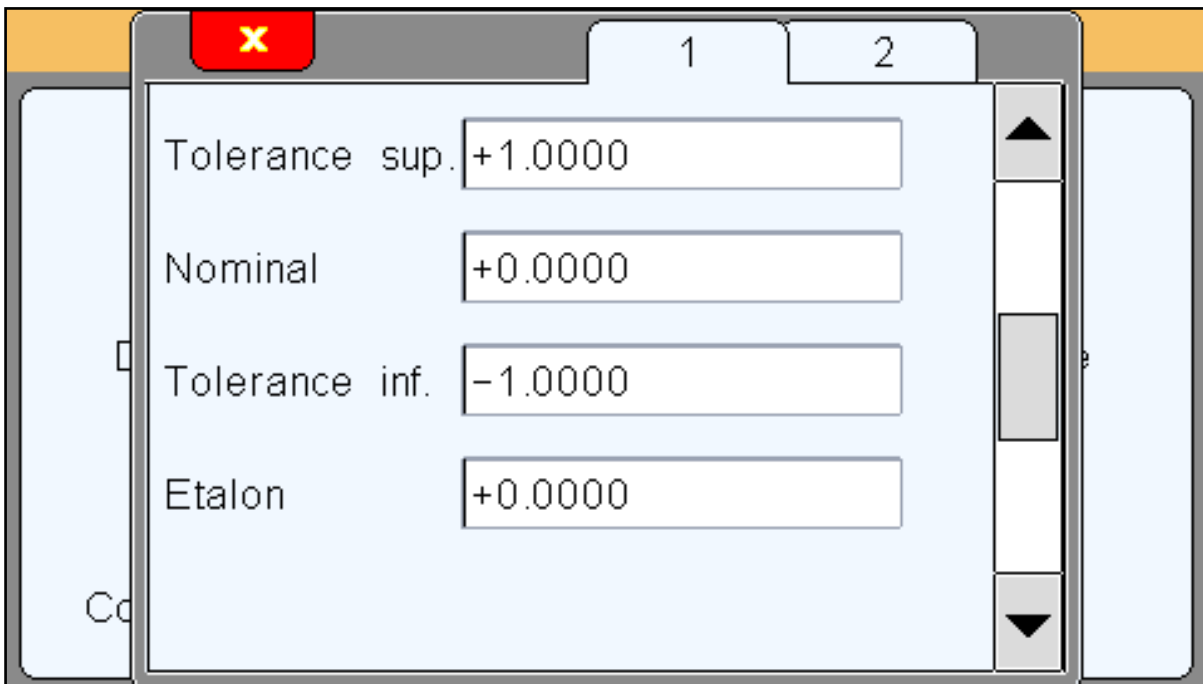 x
1 2
Tolerance sup. +1.0000
Nominal +0.0000
Tolerance inf. -1.0000
Etalon +0.0000